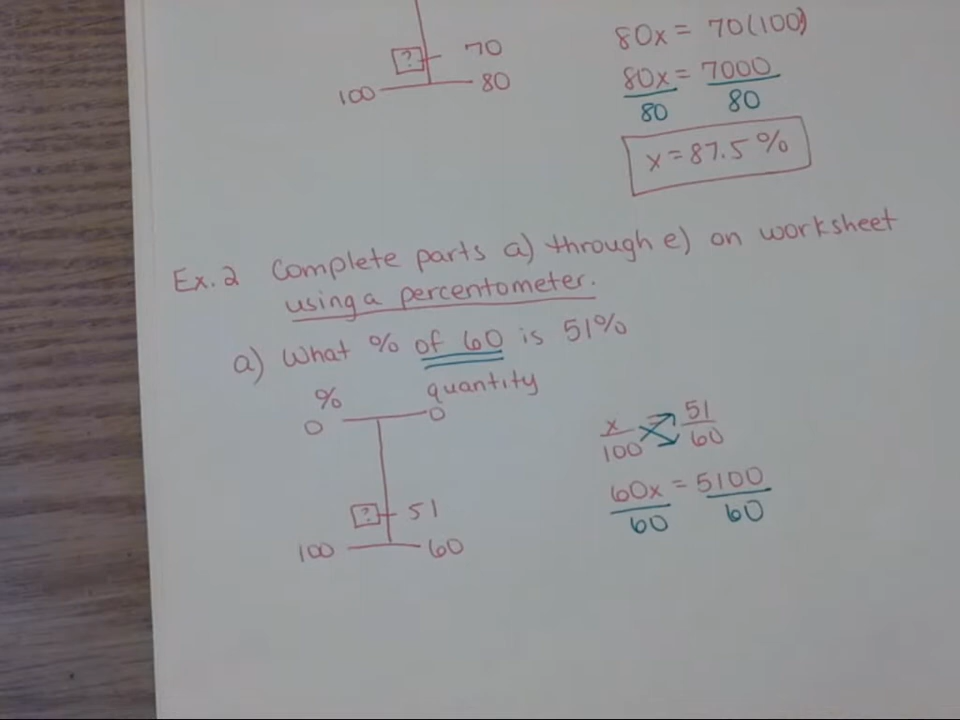 80x = 70(100)
? 70
100 80
80x = 7000
80 80
x = 87.5%
Ex. 2 Complete parts a) through e) on worksheet
using a percentometer.
a) What % of 60 is 51%
% quantity
0 0
? 51
100 60
x 51
100 60
60x = 5100
60 60